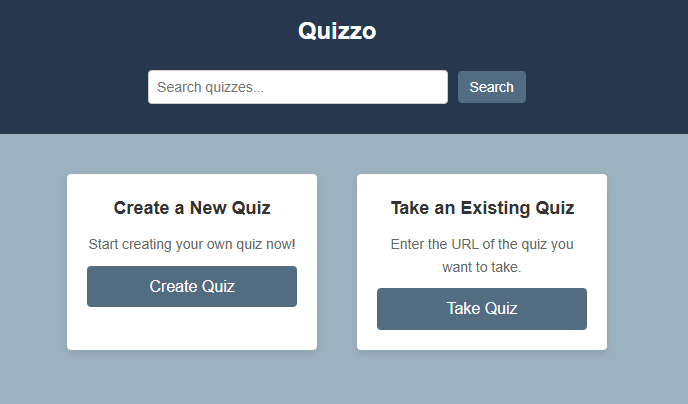 Quizzo
Search quizzes...
Search
Create a New Quiz
Start creating your own quiz now!
Create Quiz
Take an Existing Quiz
Enter the URL of the quiz you
want to take.
Take Quiz